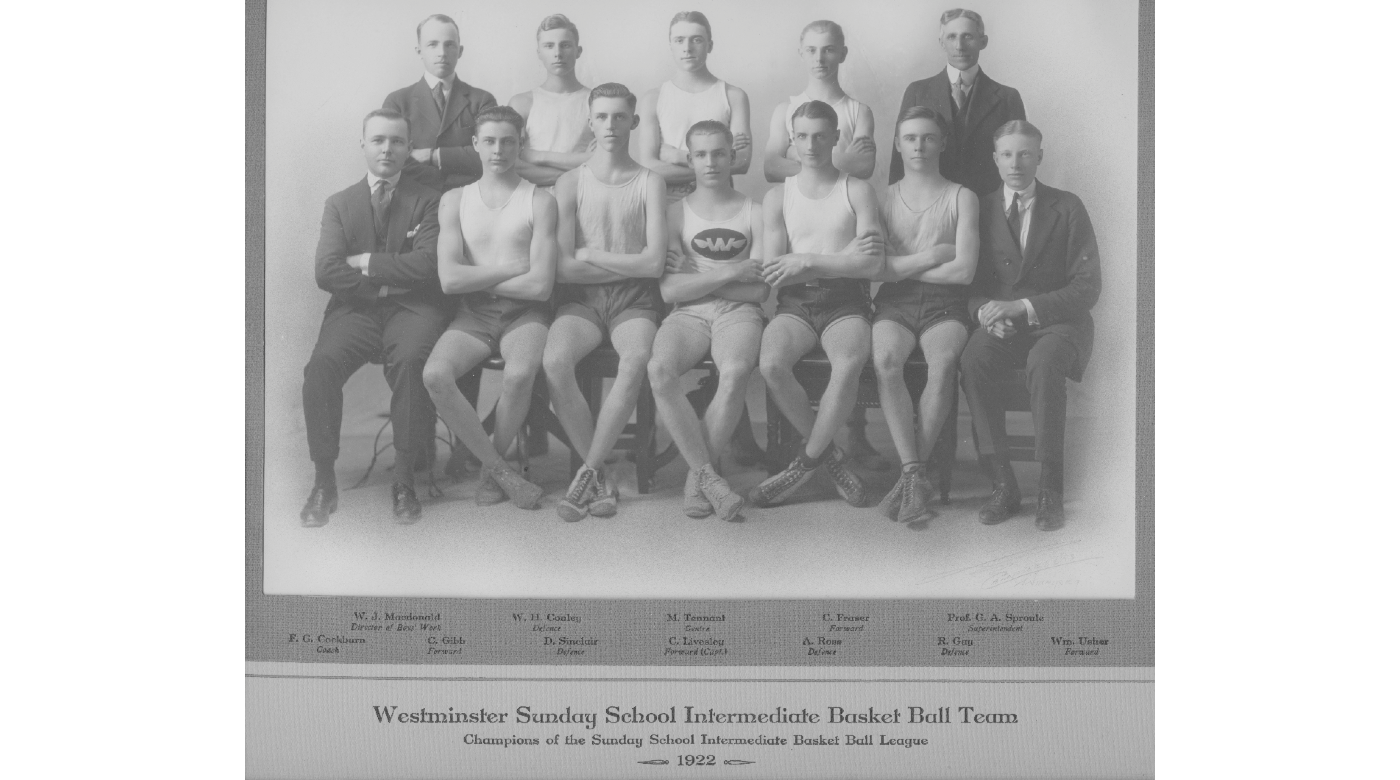 W
W. J. Macdonald W. H. Cooley M. Tennant C. Fraser Prof. G. A. Sproule
Director of Boys' Work Defence Centre Forward Superintendent
F. G. Cockburn C. Gibb D. Sinclair C. Livesley A. Rose R. Guy Wm. Usher
Coach Forward Defence Forward (Capt.) Defence Defence Forward
Westminster Sunday School Intermediate Basket Ball Team
Champions of the Sunday School Intermediate Basket Ball League
1922